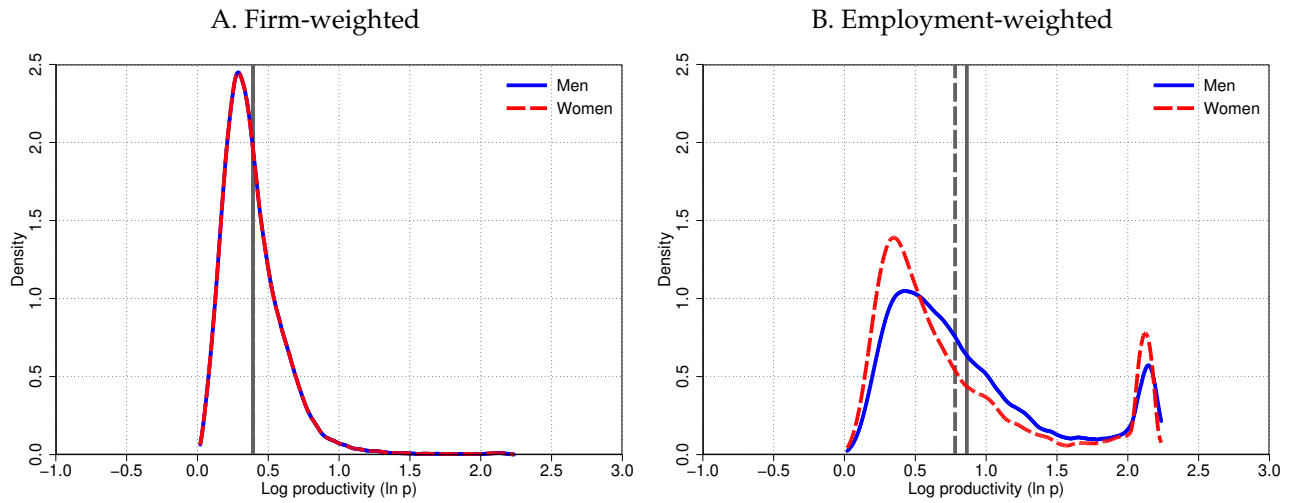 A. Firm-weighted
Density
2.5
2.0
1.5
1.0
0.5
0.0
Men
Women
−1.0 −0.5 0.0 0.5 1.0 1.5 2.0 2.5 3.0
Log productivity (ln p)
B. Employment-weighted
Density
2.5
2.0
1.5
1.0
0.5
0.0
Men
Women
−1.0 −0.5 0.0 0.5 1.0 1.5 2.0 2.5 3.0
Log productivity (ln p)